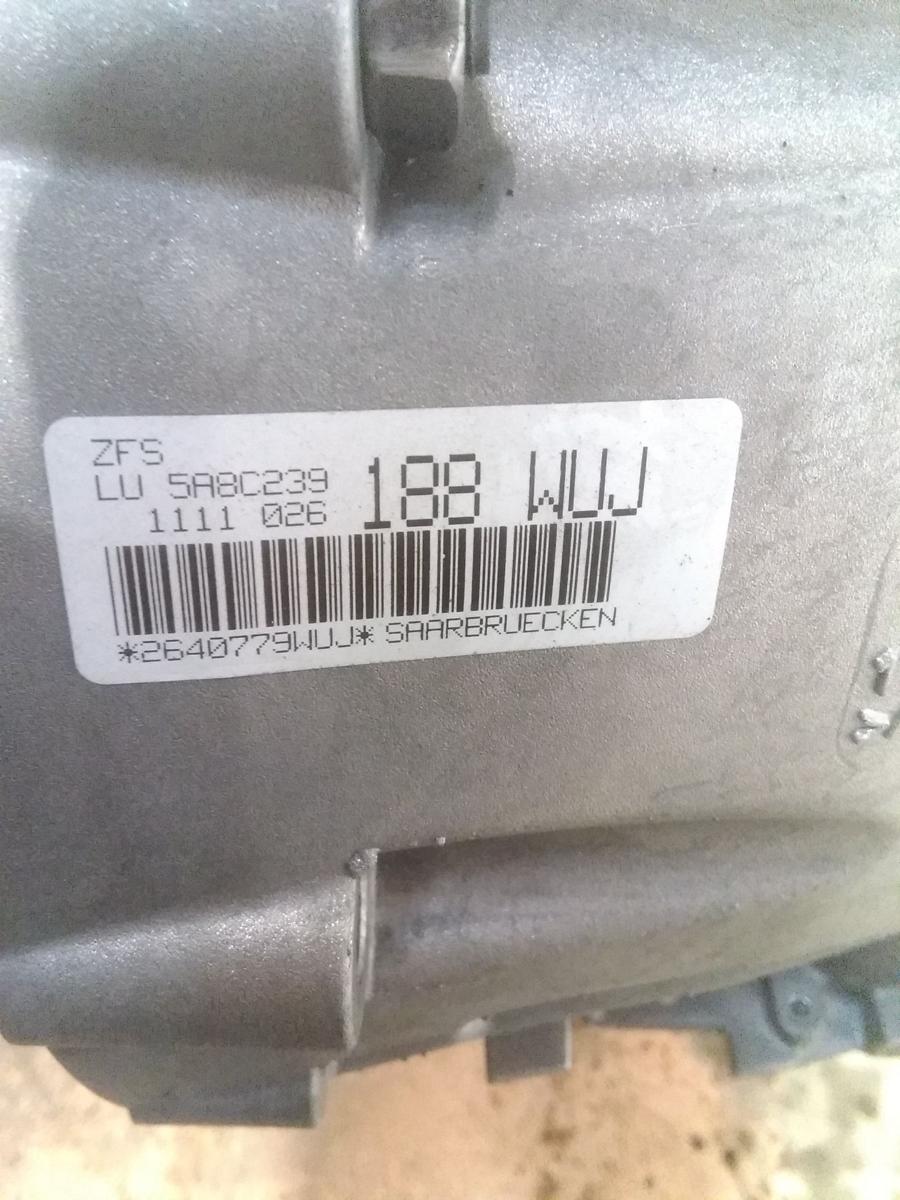 ZFS
LU 5A8C239
1111 026
188 WUJ
*2640779WUJ* SAARBRUECKEN